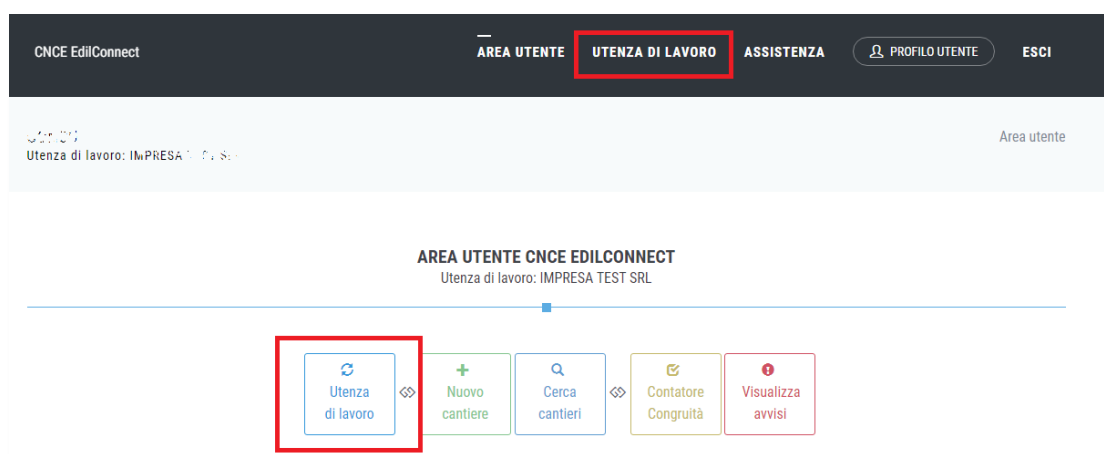 CNCE EdilConnect
AREA UTENTE UTENZA DI LAVORO ASSISTENZA PROFILO UTENTE ESCI
Utenza di lavoro: IMPRESA
Area utente
AREA UTENTE CNCE EDILCONNECT
Utenza di lavoro: IMPRESA TEST SRL
Utenza di lavoro
Nuovo cantiere
Cerca cantieri
Contatore Congruità
Visualizza avvisi